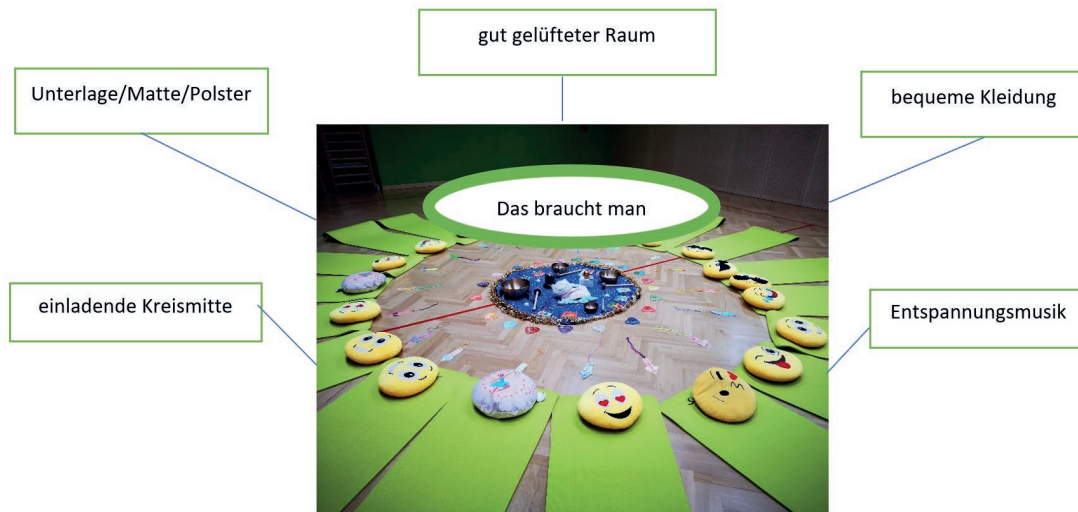 gut gelüfteter Raum
Unterlage/Matte/Polster
bequeme Kleidung
Das braucht man
einladende Kreismitte
Entspannungsmusik